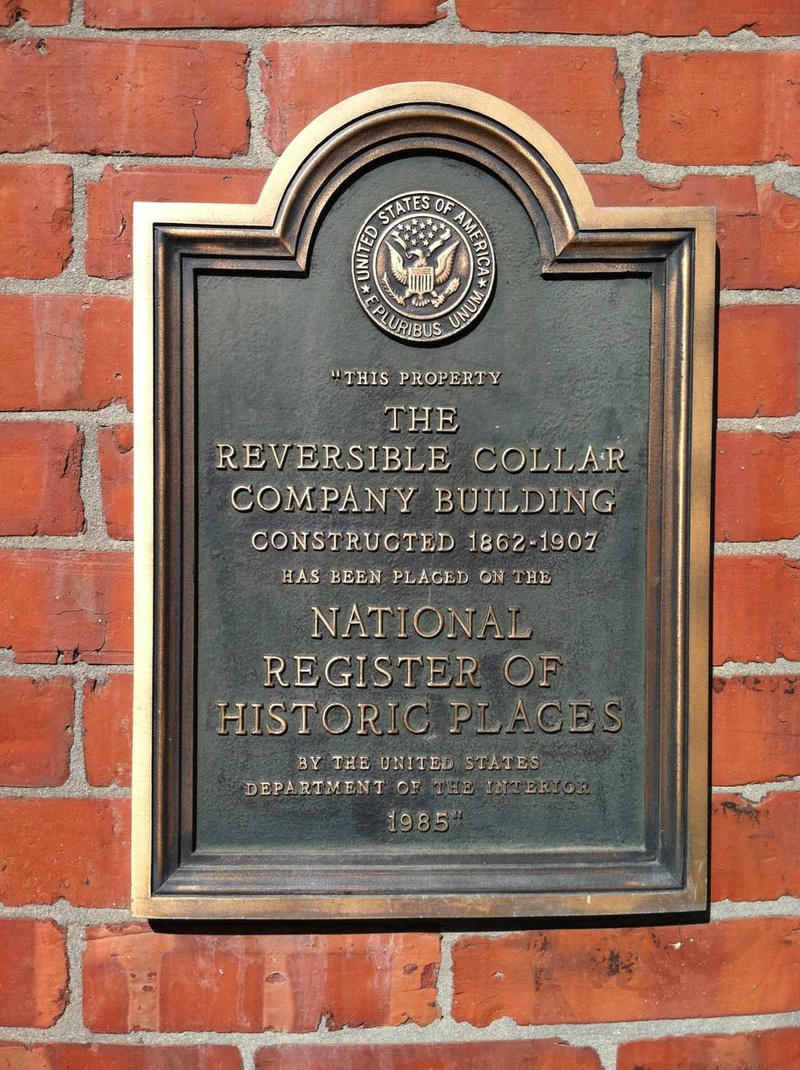 UNITED STATES OF AMERICA
E PLURIBUS UNUM
"THIS PROPERTY
THE
REVERSIBLE COLLAR
COMPANY BUILDING
CONSTRUCTED 1862-1907
HAS BEEN PLACED ON THE
NATIONAL
REGISTER OF
HISTORIC PLACES
BY THE UNITED STATES
DEPARTMENT OF THE INTERIOR
1985"